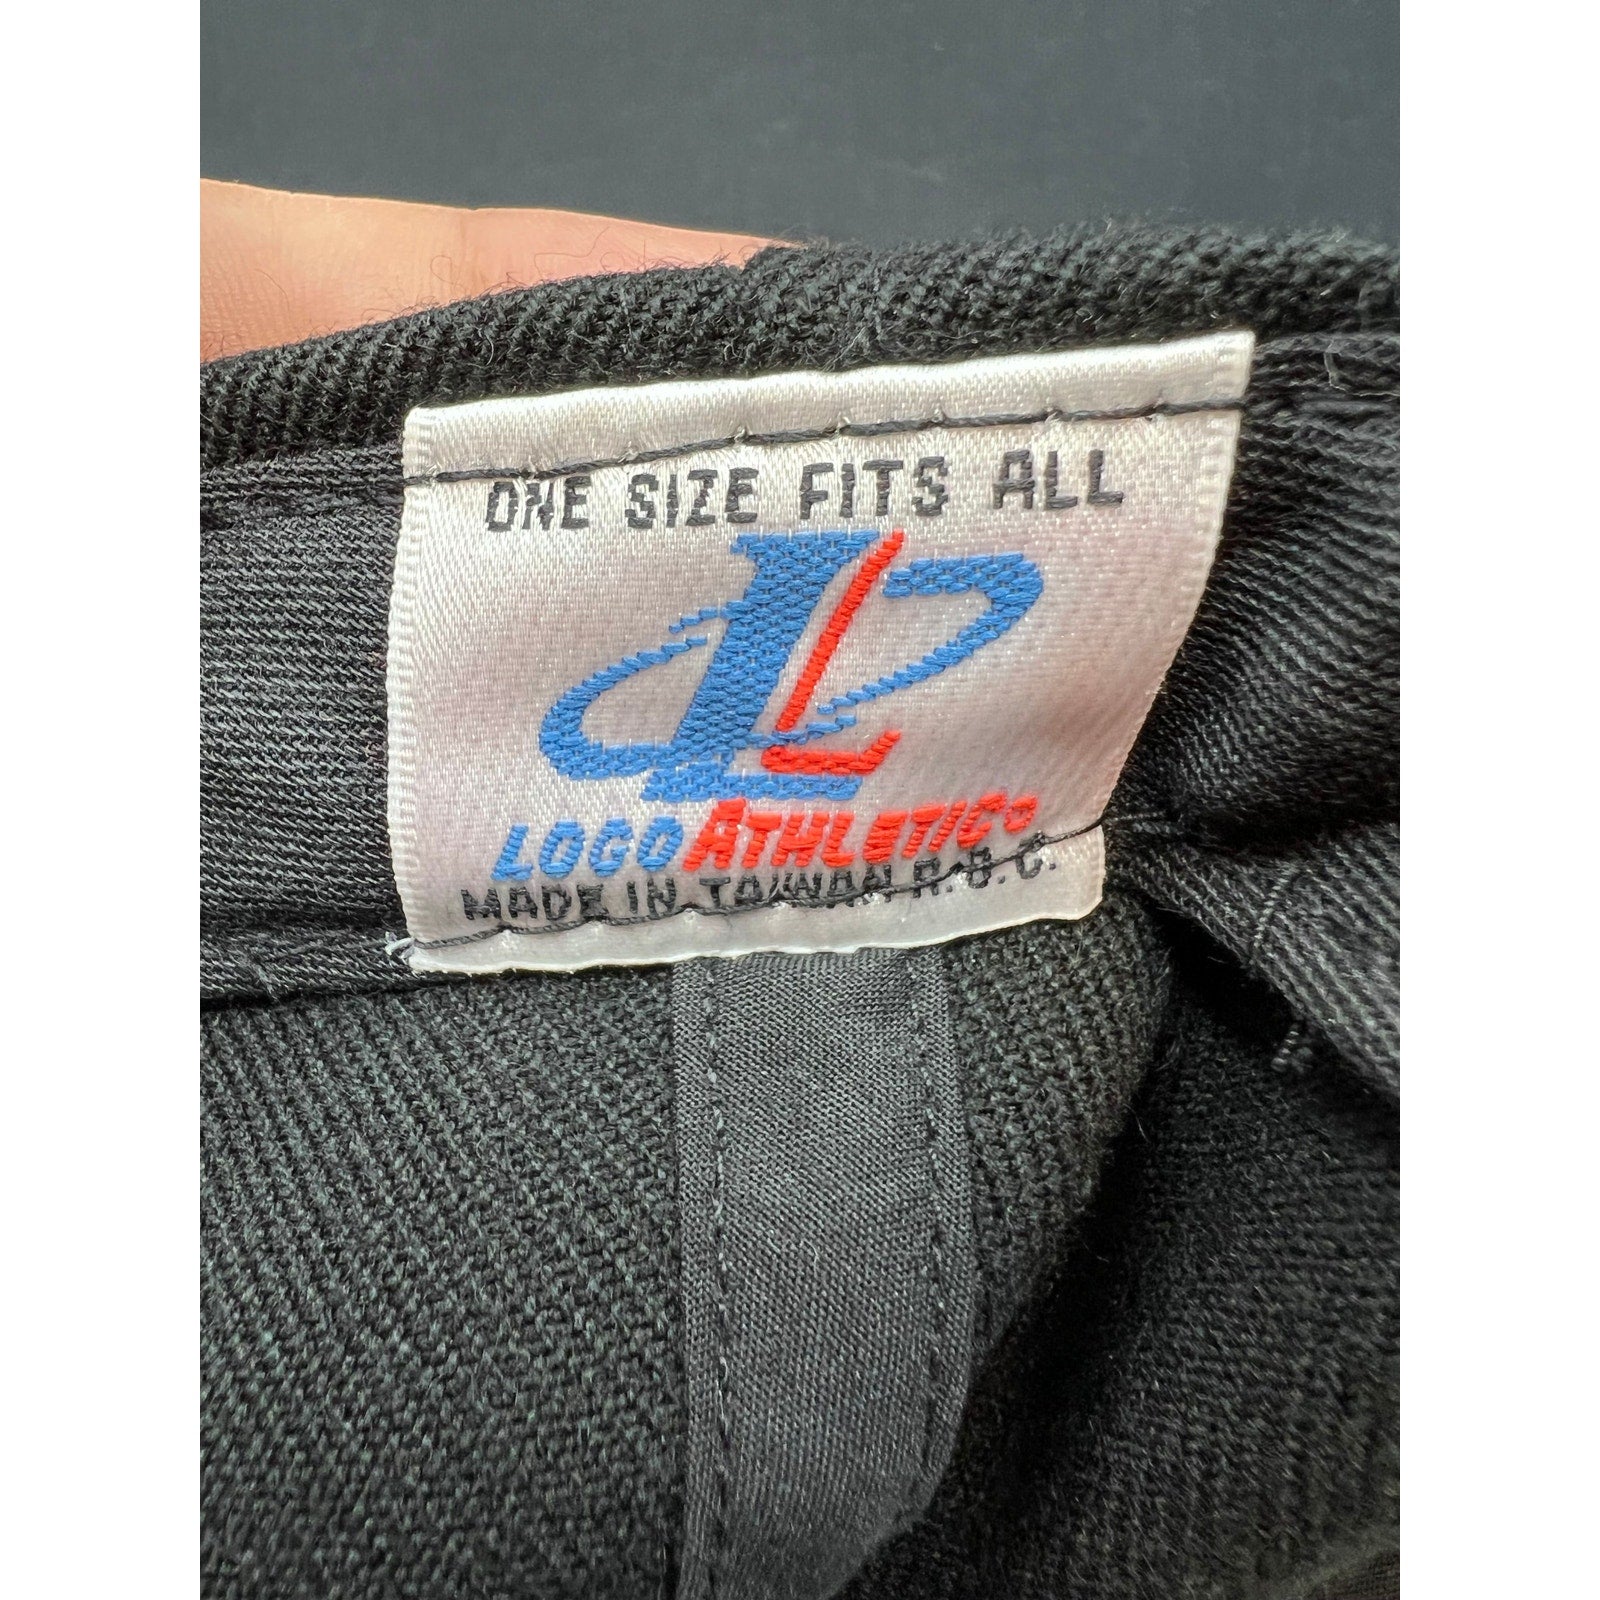 ONE SIZE FITS ALL
LOGO ATHLETIC
MADE IN TAIWAN R.O.C.